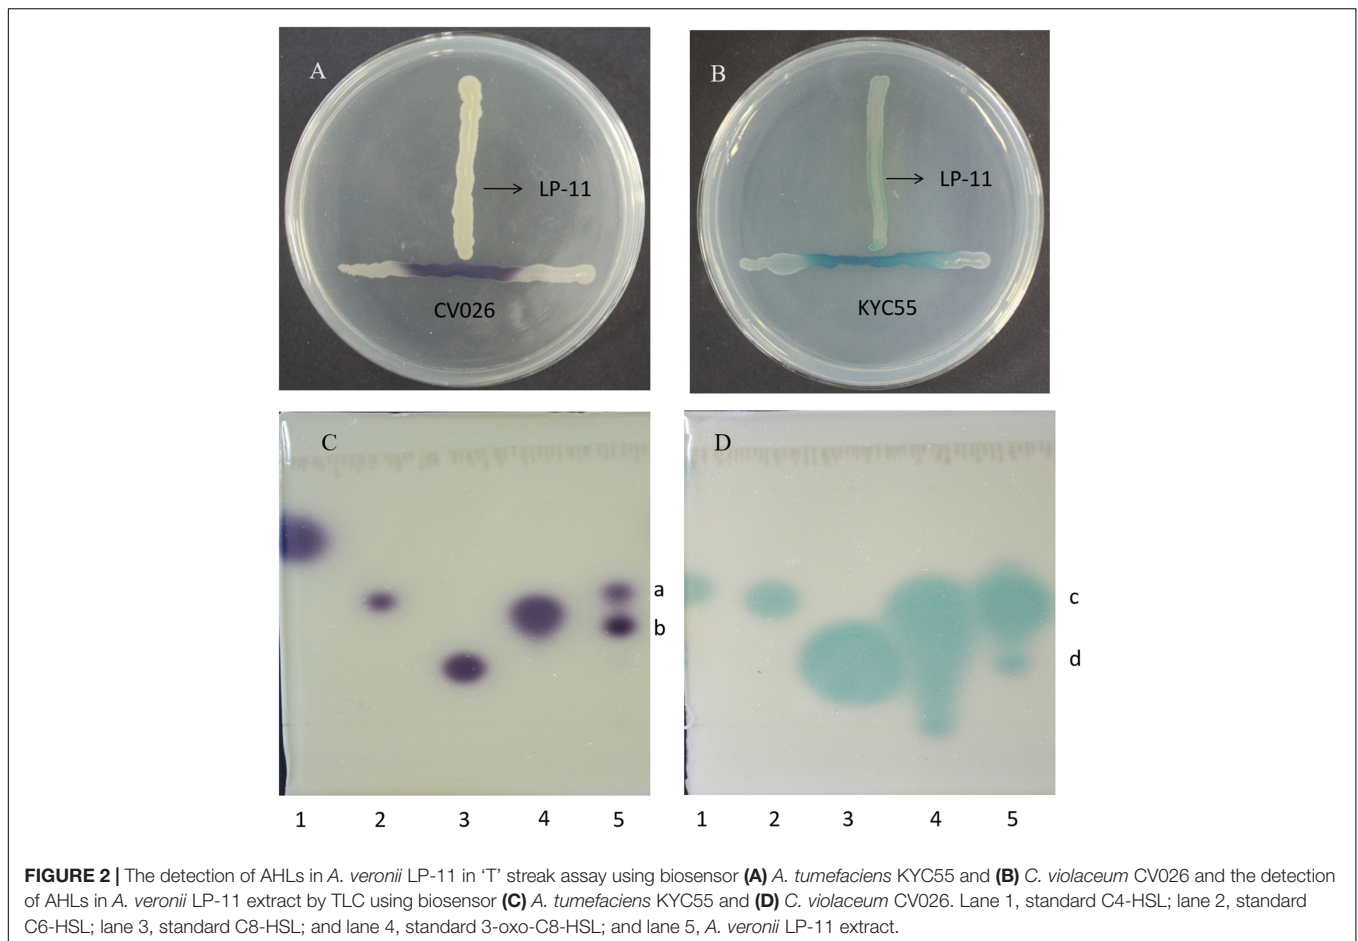 A
B
LP-11
LP-11
CV026
KYC55
C
D
a
b
c
d
1 2 3 4 5
1 2 3 4 5
FIGURE 2 | The detection of AHLs in A. veronii LP-11 in ‘T’ streak assay using biosensor (A) A. tumefaciens KYC55 and (B) C. violaceum CV026 and the detection
of AHLs in A. veronii LP-11 extract by TLC using biosensor (C) A. tumefaciens KYC55 and (D) C. violaceum CV026. Lane 1, standard C4-HSL; lane 2, standard
C6-HSL; lane 3, standard C8-HSL; and lane 4, standard 3-oxo-C8-HSL; and lane 5, A. veronii LP-11 extract.